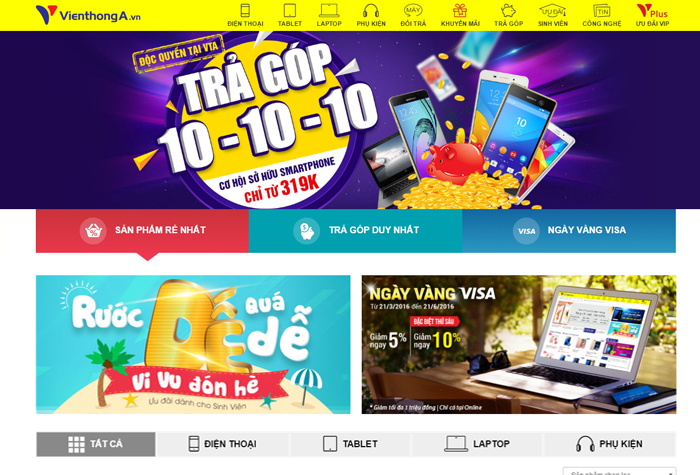 VienthongA.vn
ĐIỆN THOẠI
TABLET
LAPTOP
PHỤ KIỆN
MÁY
ĐỔI TRẢ
KHUYẾN MÃI
TRẢ GÓP
ƯU ĐÃI
SINH VIÊN
TIN
CÔNG NGHỆ
Plus
ƯU ĐÃI VIP
ĐỘC QUYỀN TẠI VTA
TRẢ GÓP
10 - 10 - 10
CƠ HỘI SỞ HỮU SMARTPHONE
CHỈ TỪ 319K
SẢN PHẨM RẺ NHẤT
TRẢ GÓP DUY NHẤT
VISA
NGÀY VÀNG VISA
Rước Dế quá dễ
Vi Vu đón hè
Ưu đãi dành cho Sinh Viên
NGÀY VÀNG VISA
Từ 21/3/2016 đến 21/6/2016
ĐẶC BIỆT THỨ SÁU
Giảm ngay 5%
Giảm ngay 10%
* Giảm tối đa 1 triệu đồng | Chỉ có tại Online
TẤT CẢ
ĐIỆN THOẠI
TABLET
LAPTOP
PHỤ KIỆN